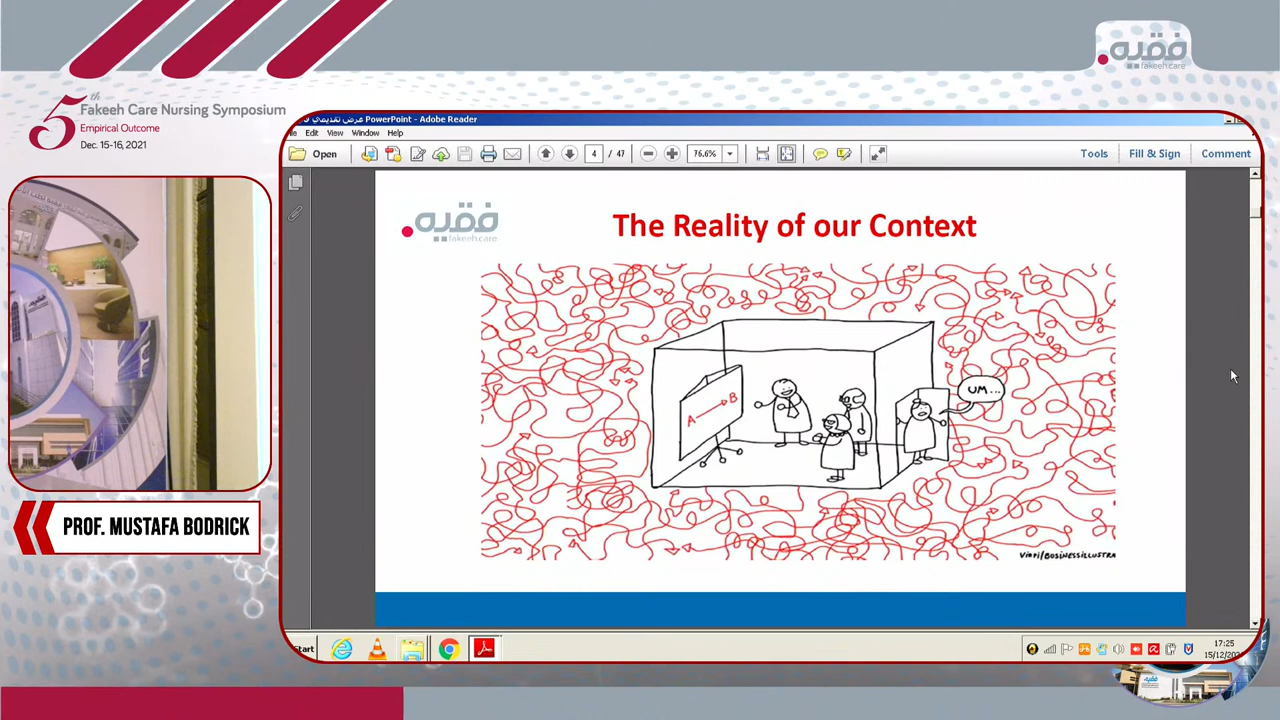 فقيه
fakeeh.care
5th
Fakeeh Care Nursing Symposium
Empirical Outcome
Dec. 15-16, 2021
PowerPoint عرض تقديمي - Adobe Reader
Edit View Window Help
Open 4 / 47 76.6% Tools Fill & Sign Comment
فقيه
fakeeh.care
The Reality of our Context
A B
UM...
PROF. MUSTAFA BODRICK
17:25